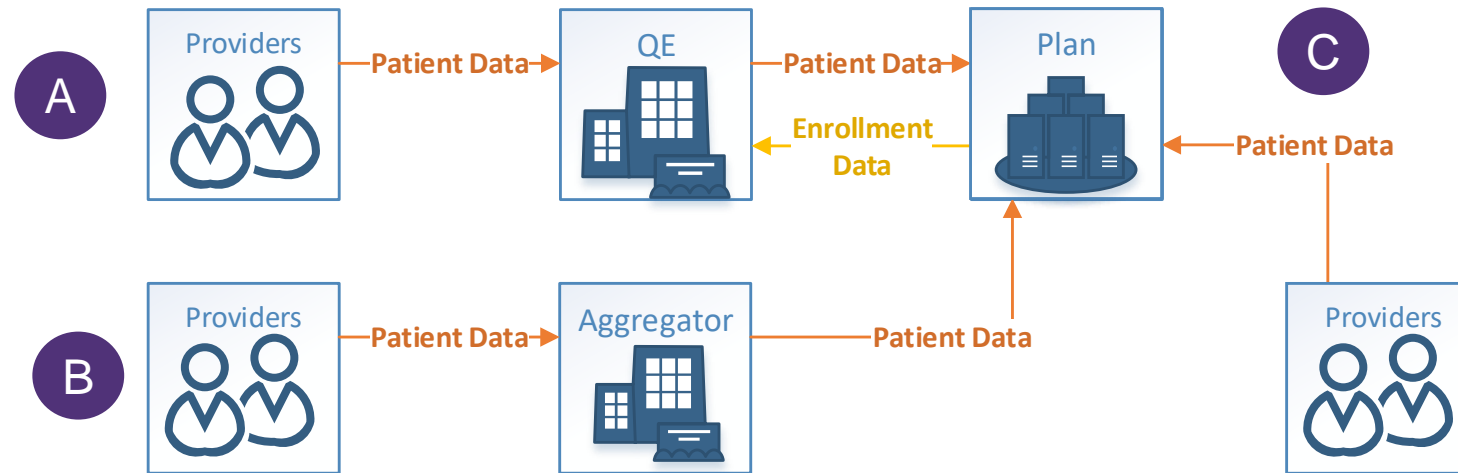 A
Providers
Patient Data
QE
Patient Data
Enrollment
Data
Plan
Patient Data
C
B
Providers
Patient Data
Aggregator
Patient Data
Providers